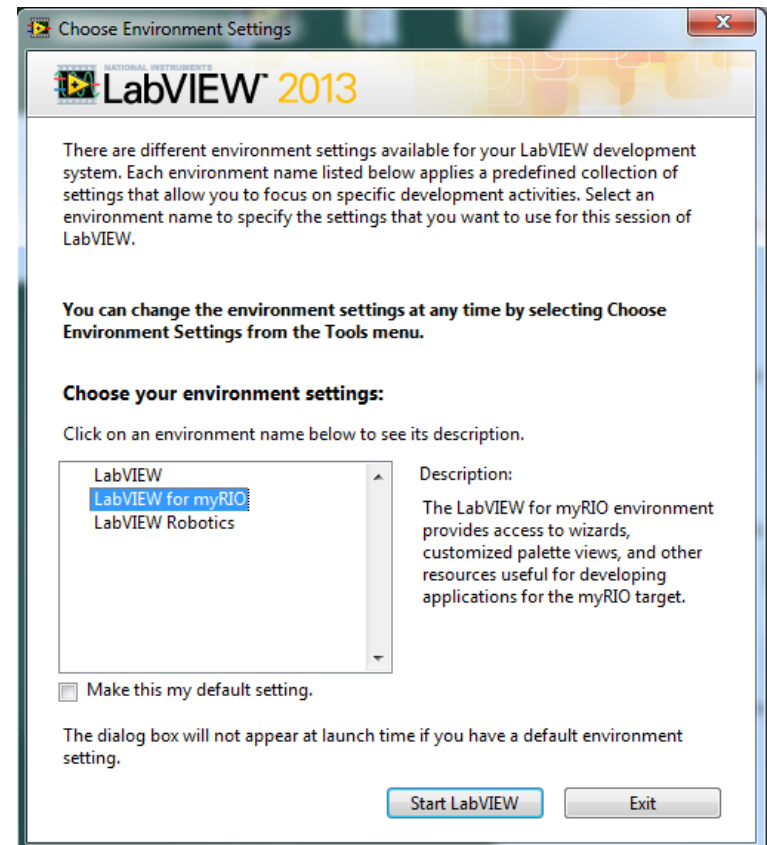 Choose Environment Settings
NATIONAL INSTRUMENTS
LabVIEW™ 2013
There are different environment settings available for your LabVIEW development
system. Each environment name listed below applies a predefined collection of
settings that allow you to focus on specific development activities. Select an
environment name to specify the settings that you want to use for this session of
LabVIEW.
You can change the environment settings at any time by selecting Choose
Environment Settings from the Tools menu.
Choose your environment settings:
Click on an environment name below to see its description.
LabVIEW
LabVIEW for myRIO
LabVIEW Robotics
Description:
The LabVIEW for myRIO environment
provides access to wizards,
customized palette views, and other
resources useful for developing
applications for the myRIO target.
Make this my default setting.
The dialog box will not appear at launch time if you have a default environment
setting.
Start LabVIEW
Exit